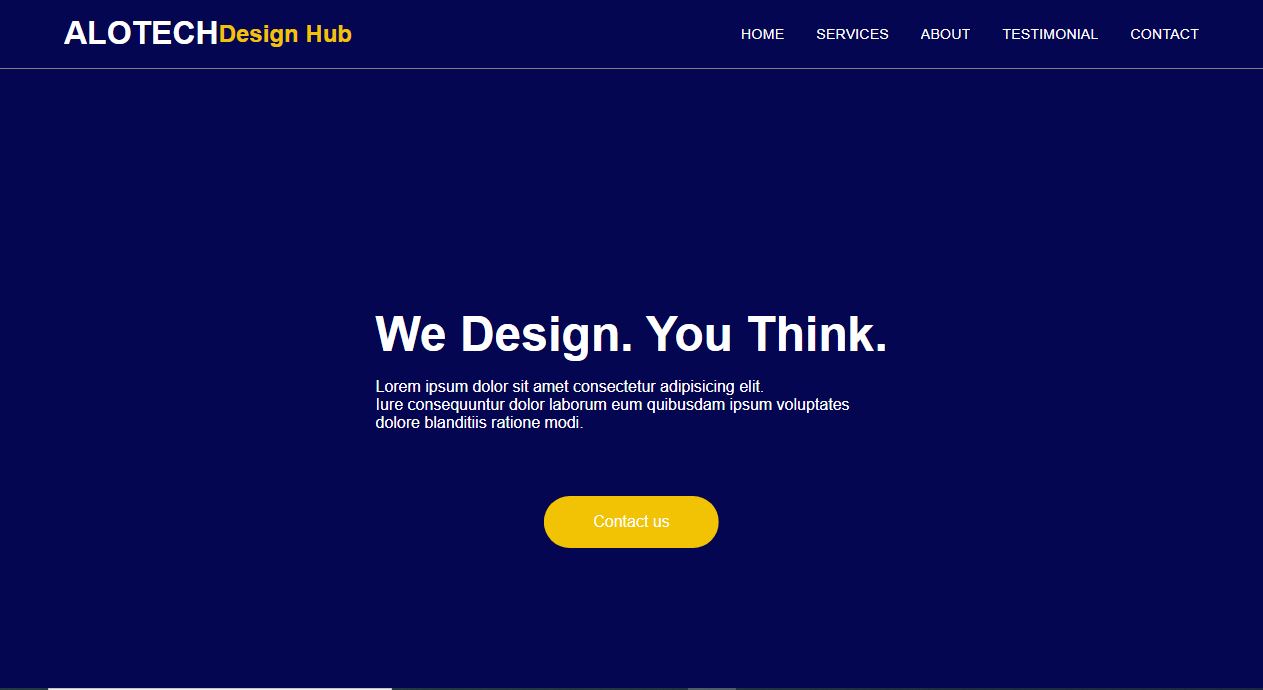 ALOTECHDesign Hub
HOME SERVICES ABOUT TESTIMONIAL CONTACT
We Design. You Think.
Lorem ipsum dolor sit amet consectetur adipisicing elit.
Iure consequuntur dolor laborum eum quibusdam ipsum voluptates
dolore blanditiis ratione modi.
Contact us